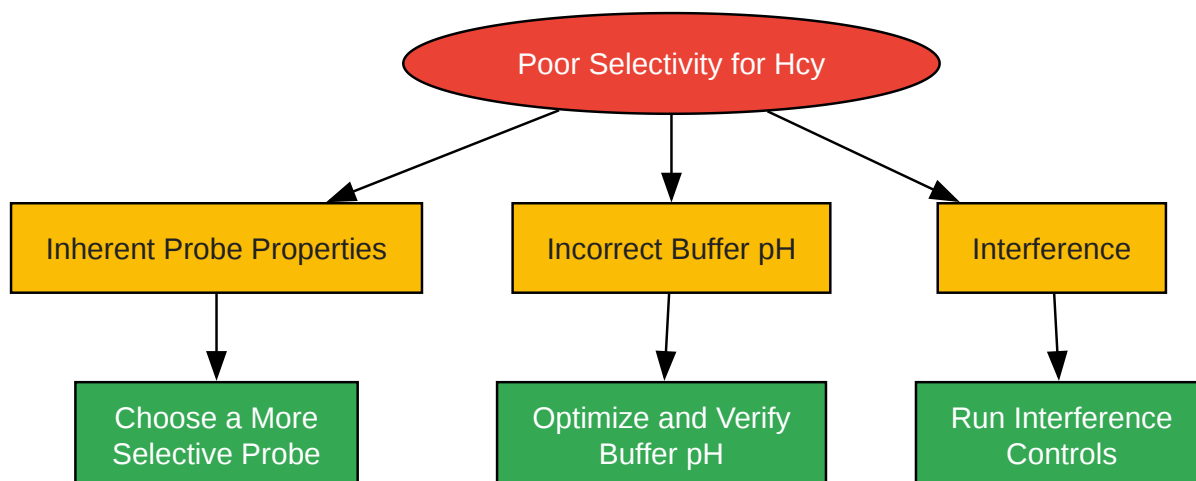 Poor Selectivity for Hcy
Inherent Probe Properties
Incorrect Buffer pH
Interference
Choose a More
Selective Probe
Optimize and Verify
Buffer pH
Run Interference
Controls